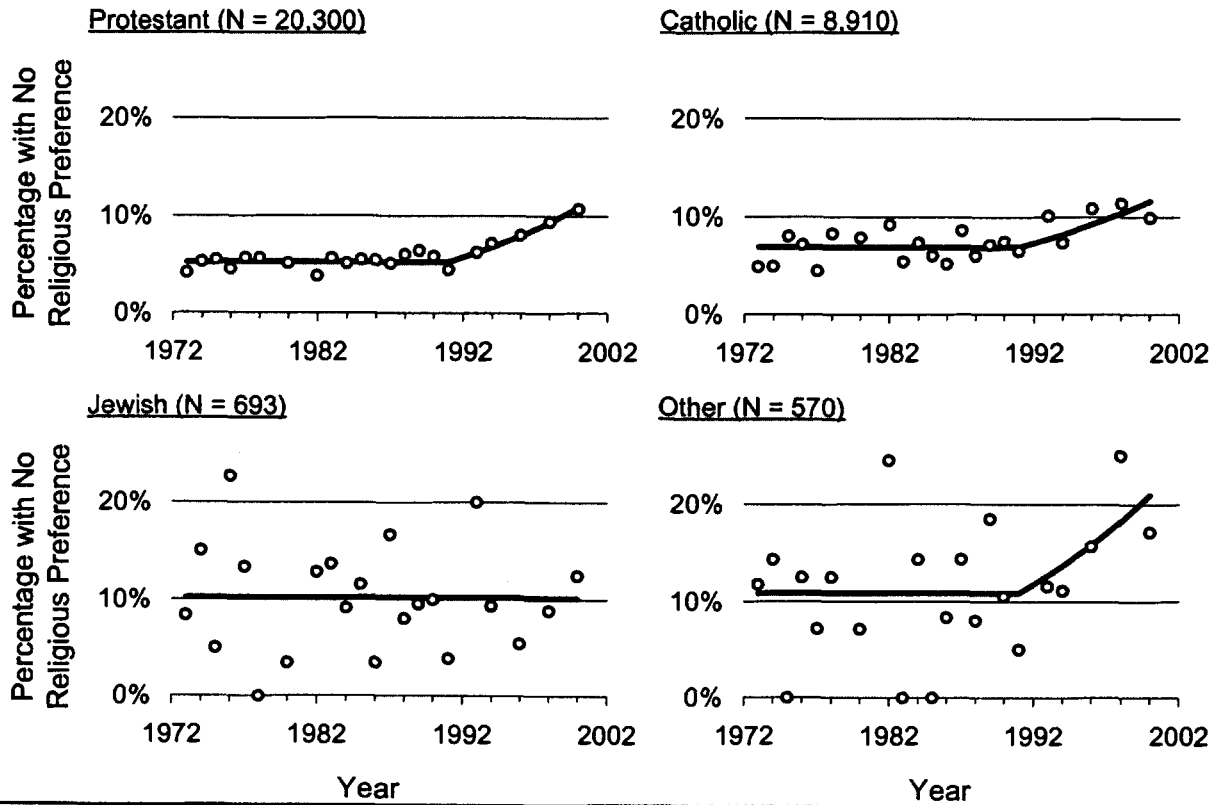 Protestant (N = 20,300)
Catholic (N = 8,910)
Percentage with No
Religious Preference
20%
10%
0%
1972
1982
1992
2002
20%
10%
0%
1972
1982
1992
2002
Jewish (N = 693)
Other (N = 570)
Percentage with No
Religious Preference
20%
10%
0%
1972
1982
1992
2002
Year
20%
10%
0%
1972
1982
1992
2002
Year